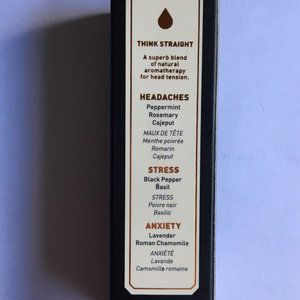 THINK STRAIGHT
A superb blend
of natural
aromatherapy
for head tension.
HEADACHES
Peppermint
Rosemary
Cajeput
MAUX DE TÊTE
Menthe poivrée
Romarin
Cajeput
STRESS
Black Pepper
Basil
STRESS
Poivre noir
Basilic
ANXIETY
Lavender
Roman Chamomile
ANXIÉTÉ
Lavande
Camomille romaine